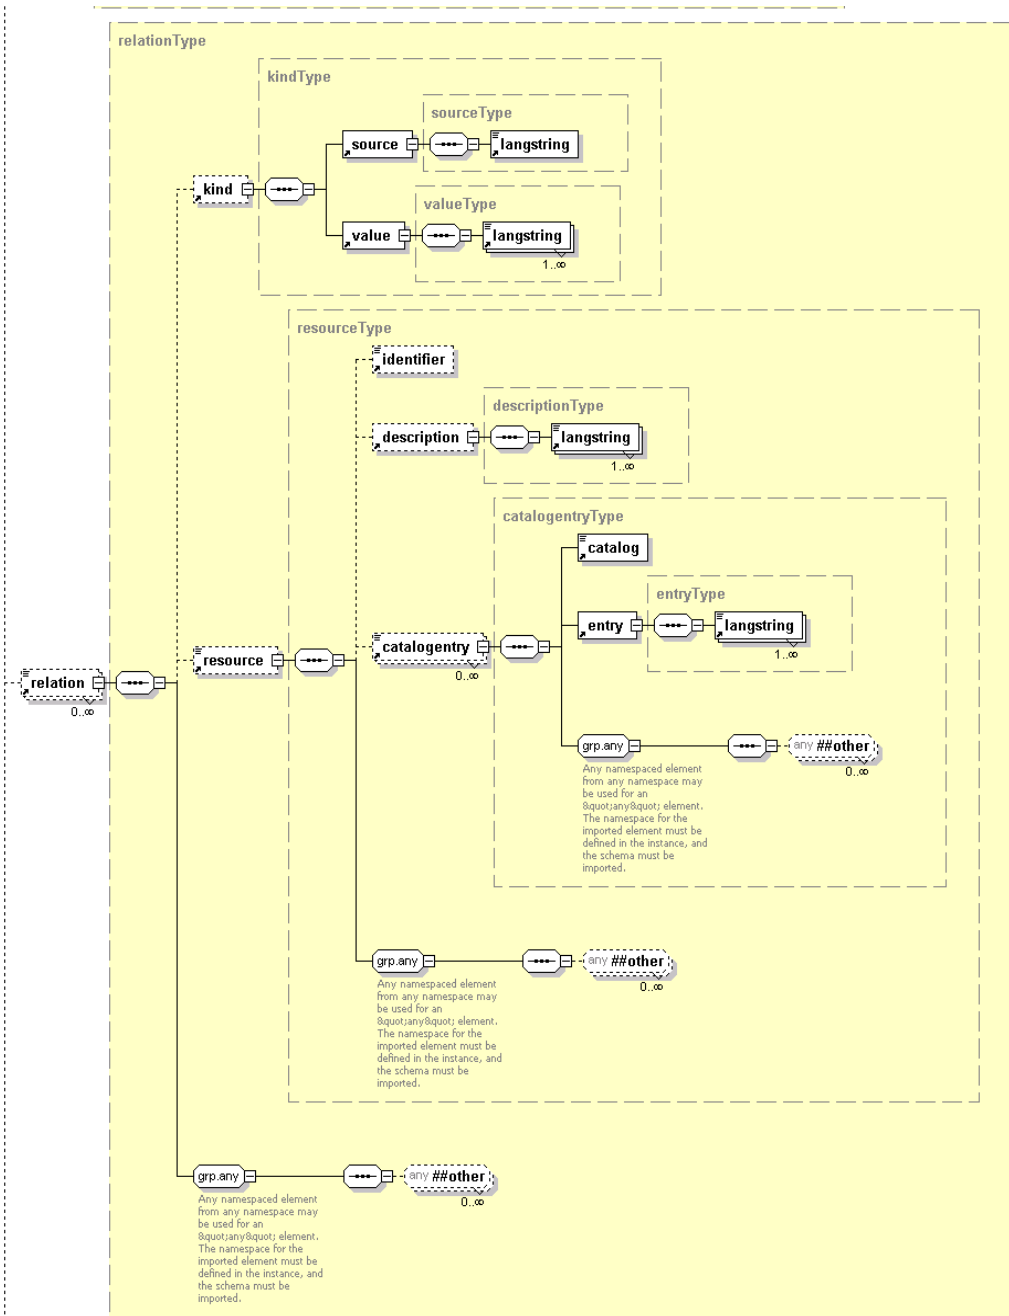 relationType
kindType
sourceType
source
langstring
kind
valueType
value
langstring
1..∞
resourceType
identifier
descriptionType
description
langstring
1..∞
catalogentryType
catalog
entryType
entry
langstring
1..∞
catalogentry
0..∞
resource
relation
0..∞
grp.any
any ##other
0..∞
Any namespaced element
from any namespace may
be used for an
&quot;any&quot; element.
The namespace for the
imported element must be
defined in the instance, and
the schema must be
imported.
grp.any
any ##other
0..∞
Any namespaced element
from any namespace may
be used for an
&quot;any&quot; element.
The namespace for the
imported element must be
defined in the instance, and
the schema must be
imported.
grp.any
any ##other
0..∞
Any namespaced element
from any namespace may
be used for an
&quot;any&quot; element.
The namespace for the
imported element must be
defined in the instance, and
the schema must be
imported.